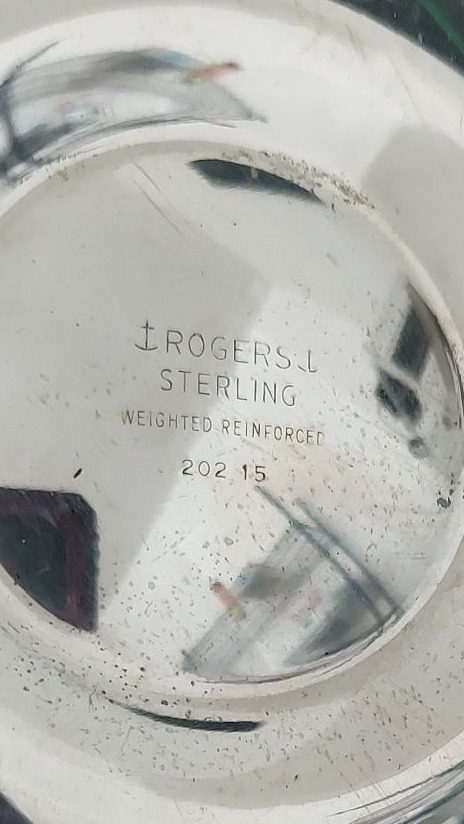 ROGERS
STERLING
WEIGHTED REINFORCED
202 15